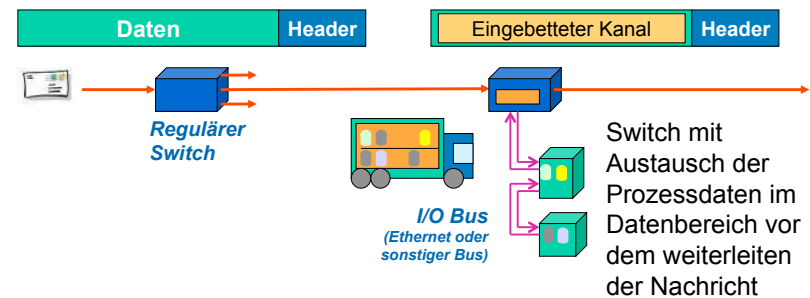 Daten
Header
Eingebetteter Kanal
Header
Regulärer
Switch
I/O Bus
(Ethernet oder
sonstiger Bus)
Switch mit
Austausch der
Prozessdaten im
Datenbereich vor
dem weiterleiten
der Nachricht